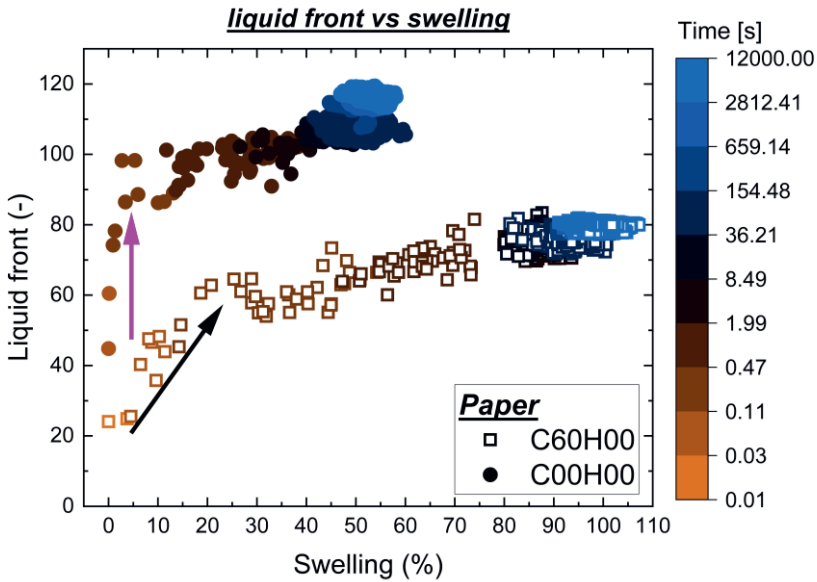 liquid front vs swelling
Time [s]
12000.00
2812.41
659.14
154.48
36.21
8.49
1.99
0.47
0.11
0.03
0.01
Liquid front (-)
120
100
80
60
40
20
0
Paper
C60H00
C00H00
0 10 20 30 40 50 60 70 80 90 100 110
Swelling (%)